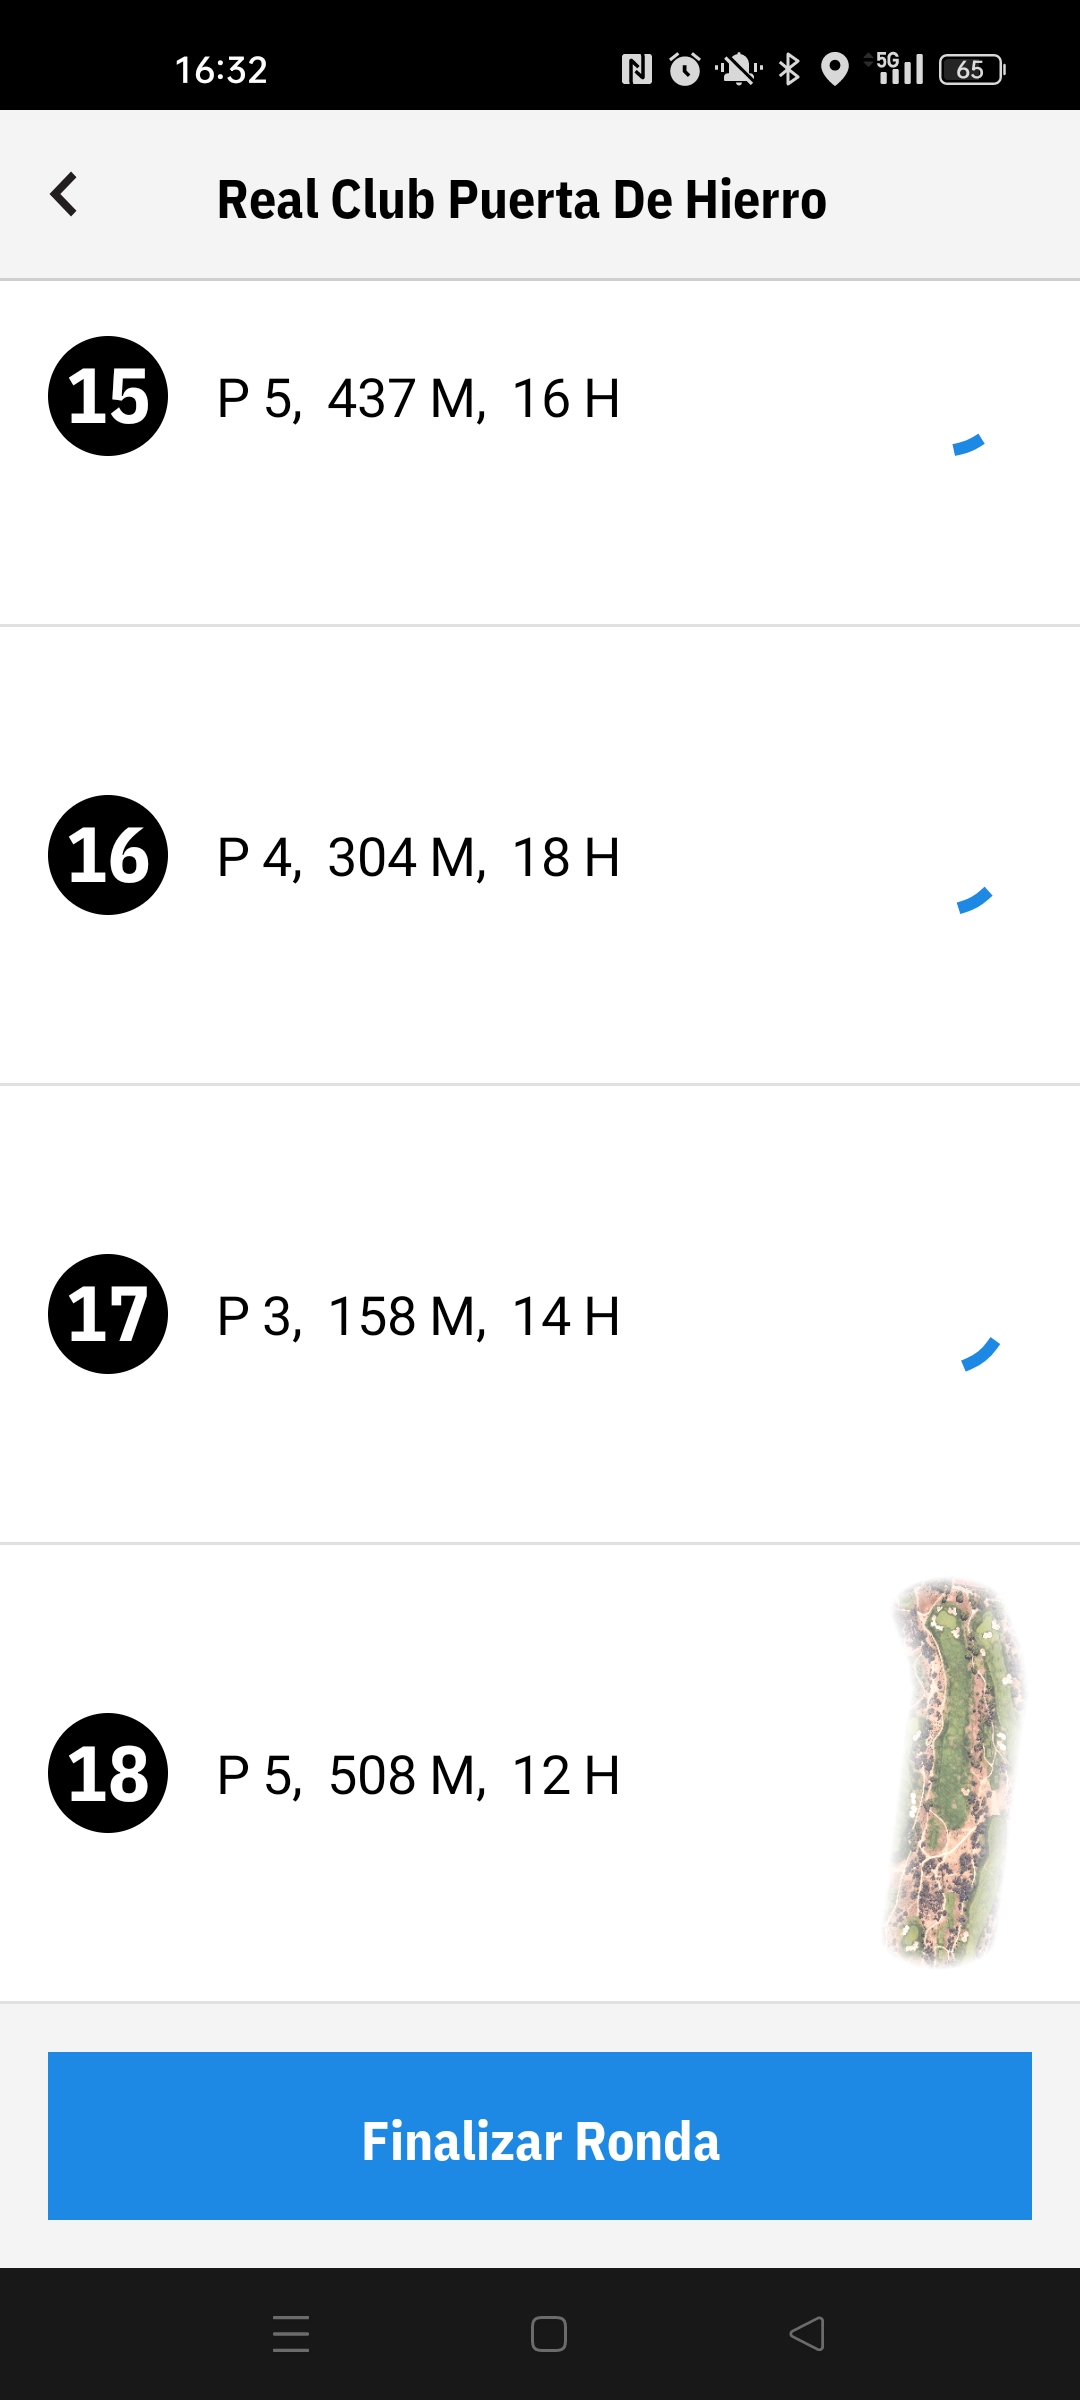 16:32
5G
65
Real Club Puerta De Hierro
15 P 5, 437 M, 16 H
16 P 4, 304 M, 18 H
17 P 3, 158 M, 14 H
18 P 5, 508 M, 12 H
Finalizar Ronda